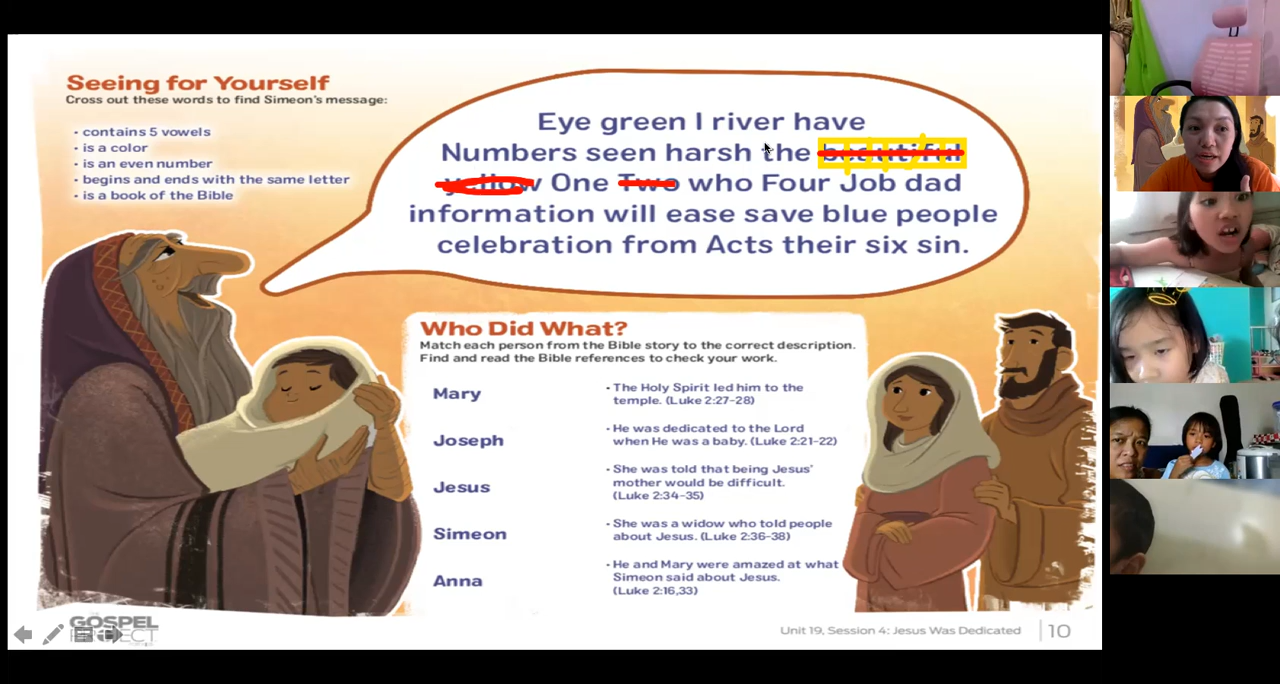 Seeing for Yourself
Cross out these words to find Simeon's message:
• contains 5 vowels
• is a color
• is an even number
• begins and ends with the same letter
• is a book of the Bible
Eye green I river have
Numbers seen harsh the beautiful
yellow One Two who Four Job dad
information will ease save blue people
celebration from Acts their six sin.
Who Did What?
Match each person from the Bible story to the correct description.
Find and read the Bible references to check your work.
Mary
Joseph
Jesus
Simeon
Anna
• The Holy Spirit led him to the
temple. (Luke 2:27-28)
• He was dedicated to the Lord
when He was a baby. (Luke 2:21-22)
• She was told that being Jesus'
mother would be difficult.
(Luke 2:34-35)
• She was a widow who told people
about Jesus. (Luke 2:36-38)
• He and Mary were amazed at what
Simeon said about Jesus.
(Luke 2:16,33)
THE GOSPEL
PROJECT
Unit 19, Session 4: Jesus Was Dedicated | 10